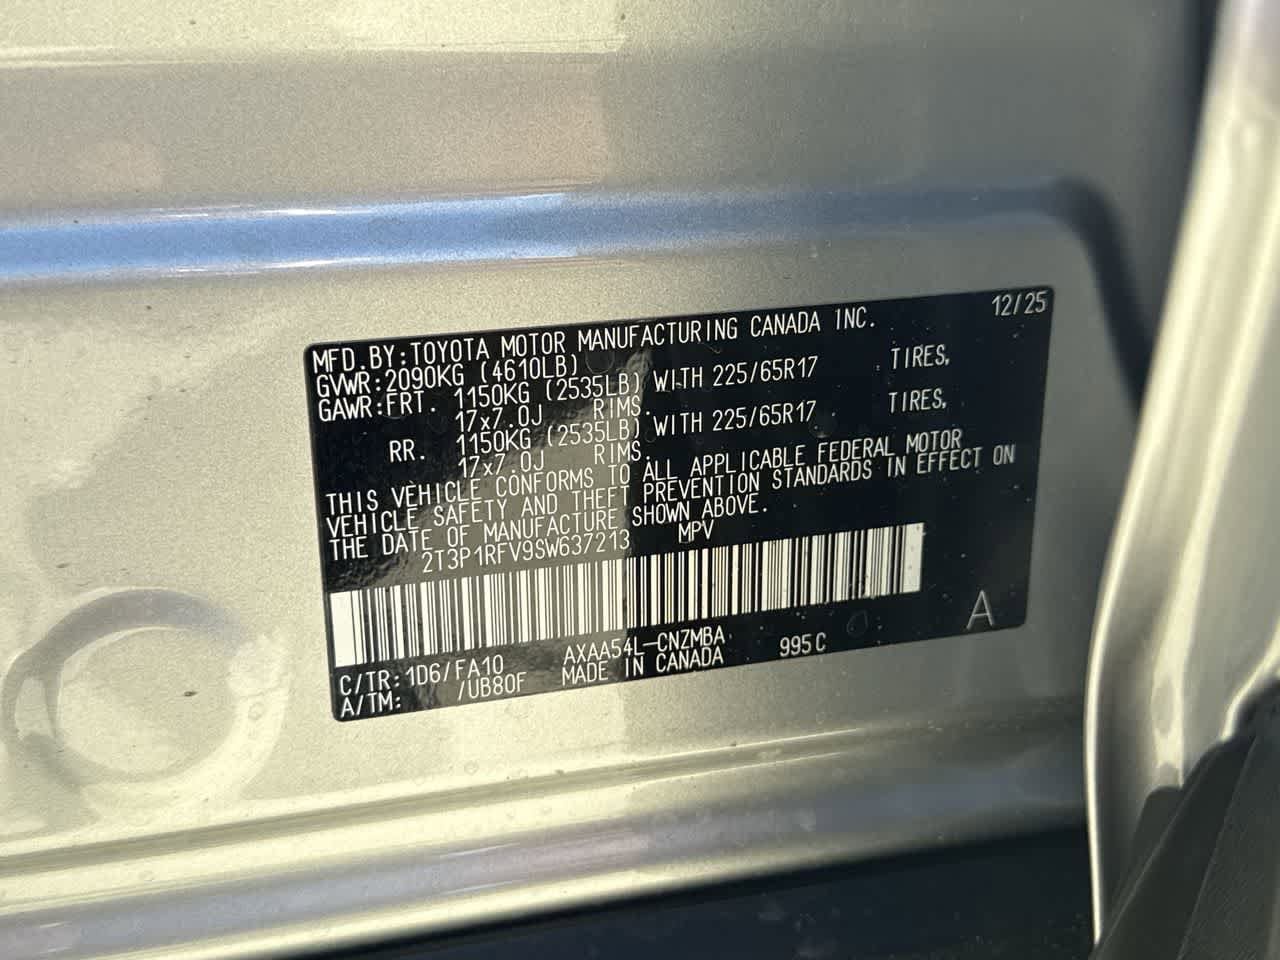 12/25
MFD.BY:TOYOTA MOTOR MANUFACTURING CANADA INC.
GVWR:2090KG (4610LB)
GAWR:FRT. 1150KG (2535LB) WITH 225/65R17 TIRES,
17x7.0J RIMS.
RR. 1150KG (2535LB) WITH 225/65R17 TIRES,
17x7.0J RIMS.
THIS VEHICLE CONFORMS TO ALL APPLICABLE FEDERAL MOTOR
VEHICLE SAFETY AND THEFT PREVENTION STANDARDS IN EFFECT ON
THE DATE OF MANUFACTURE SHOWN ABOVE.
2T3P1RFV9SW637213 MPV
A
C/TR:1D6/FA10 AXAA54L-CNZMBA 995C
A/TM: /UB80F MADE IN CANADA